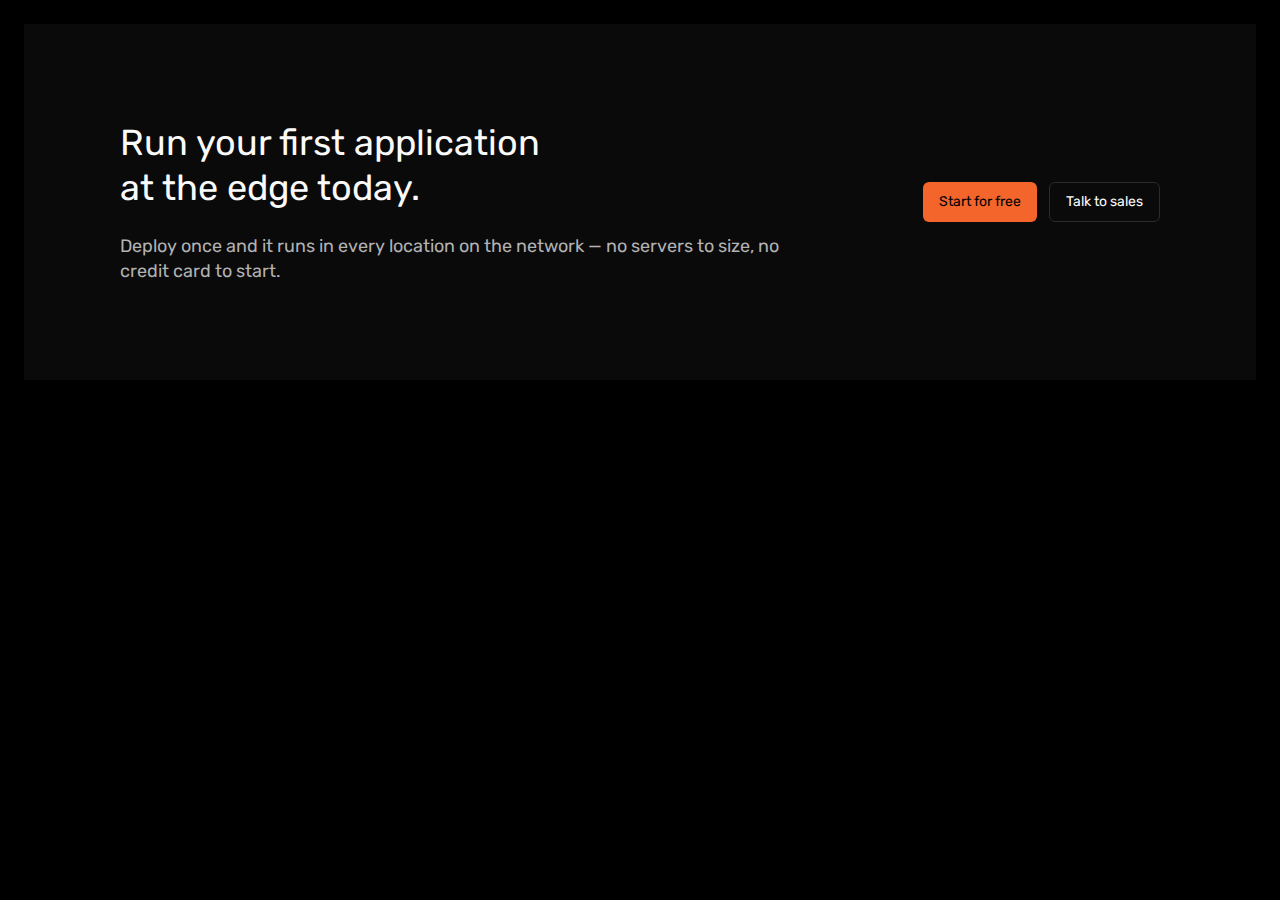 Run your first application
at the edge today.
Deploy once and it runs in every location on the network — no servers to size, no
credit card to start.
Start for free
Talk to sales